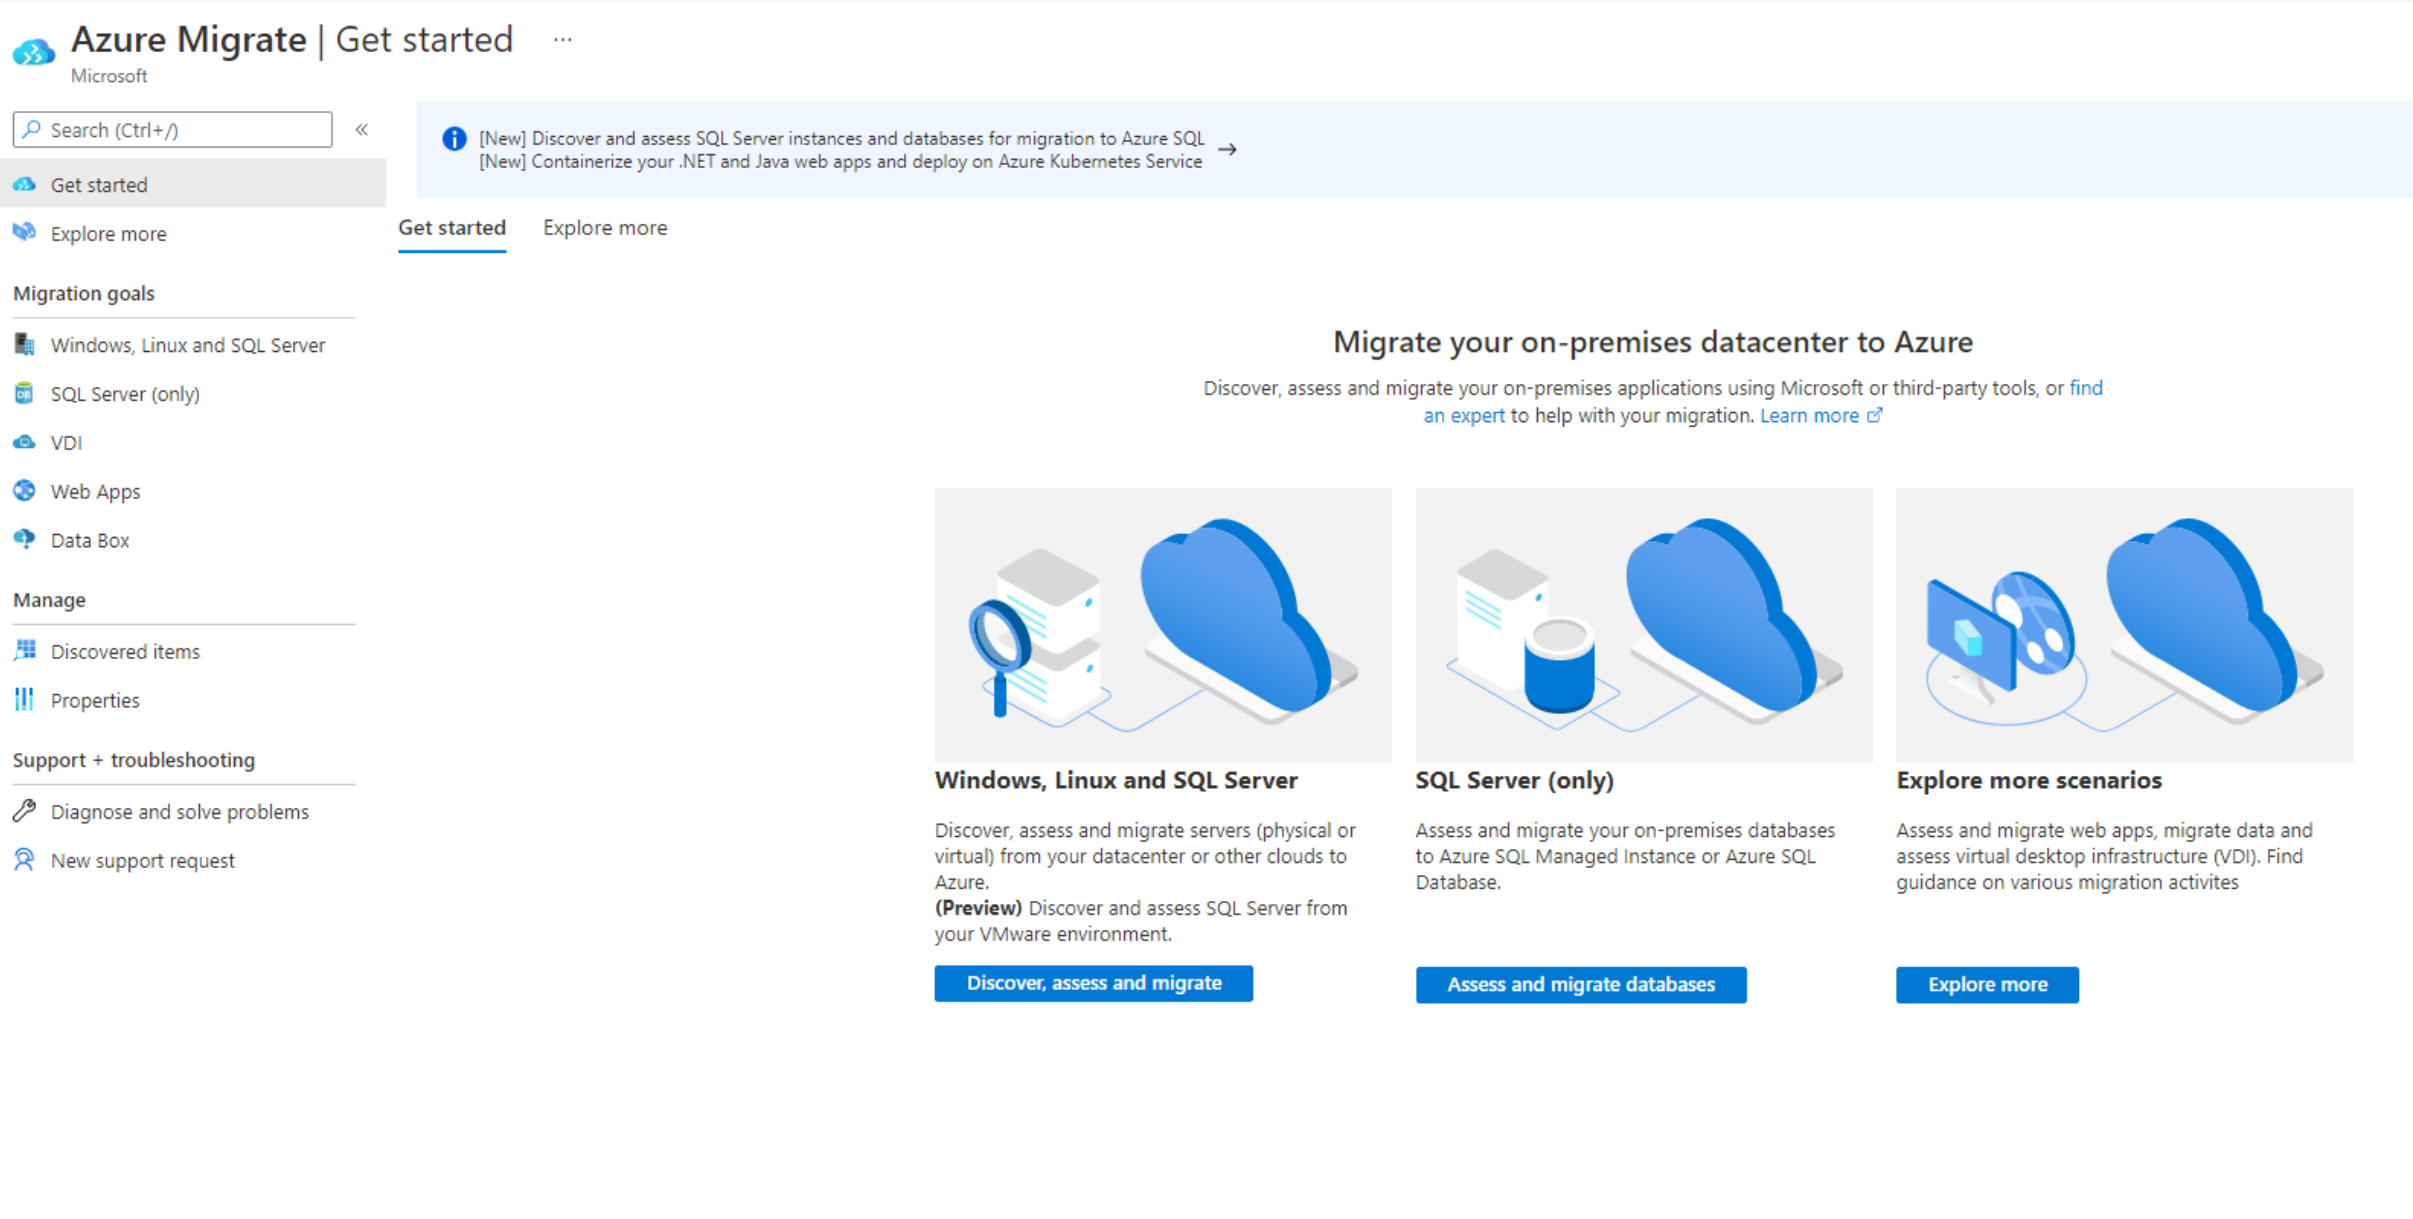 Azure Migrate | Get started ...
Microsoft
Search (Ctrl+/)
«
Get started
Explore more
Migration goals
Windows, Linux and SQL Server
SQL Server (only)
VDI
Web Apps
Data Box
Manage
Discovered items
Properties
Support + troubleshooting
Diagnose and solve problems
New support request
[New] Discover and assess SQL Server instances and databases for migration to Azure SQL
[New] Containerize your .NET and Java web apps and deploy on Azure Kubernetes Service →
Get started Explore more
Migrate your on-premises datacenter to Azure
Discover, assess and migrate your on-premises applications using Microsoft or third-party tools, or find
an expert to help with your migration. Learn more
Windows, Linux and SQL Server
Discover, assess and migrate servers (physical or
virtual) from your datacenter or other clouds to
Azure.
(Preview) Discover and assess SQL Server from
your VMware environment.
Discover, assess and migrate
SQL Server (only)
Assess and migrate your on-premises databases
to Azure SQL Managed Instance or Azure SQL
Database.
Assess and migrate databases
Explore more scenarios
Assess and migrate web apps, migrate data and
assess virtual desktop infrastructure (VDI). Find
guidance on various migration activites
Explore more